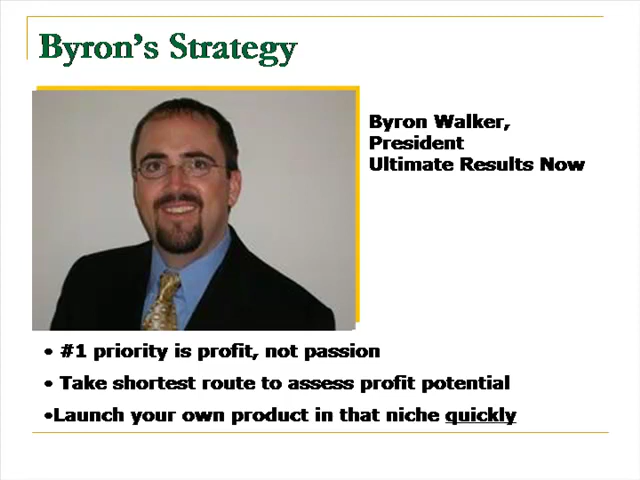 Byron's Strategy
Byron Walker,
President
Ultimate Results Now
• #1 priority is profit, not passion
• Take shortest route to assess profit potential
•Launch your own product in that niche quickly